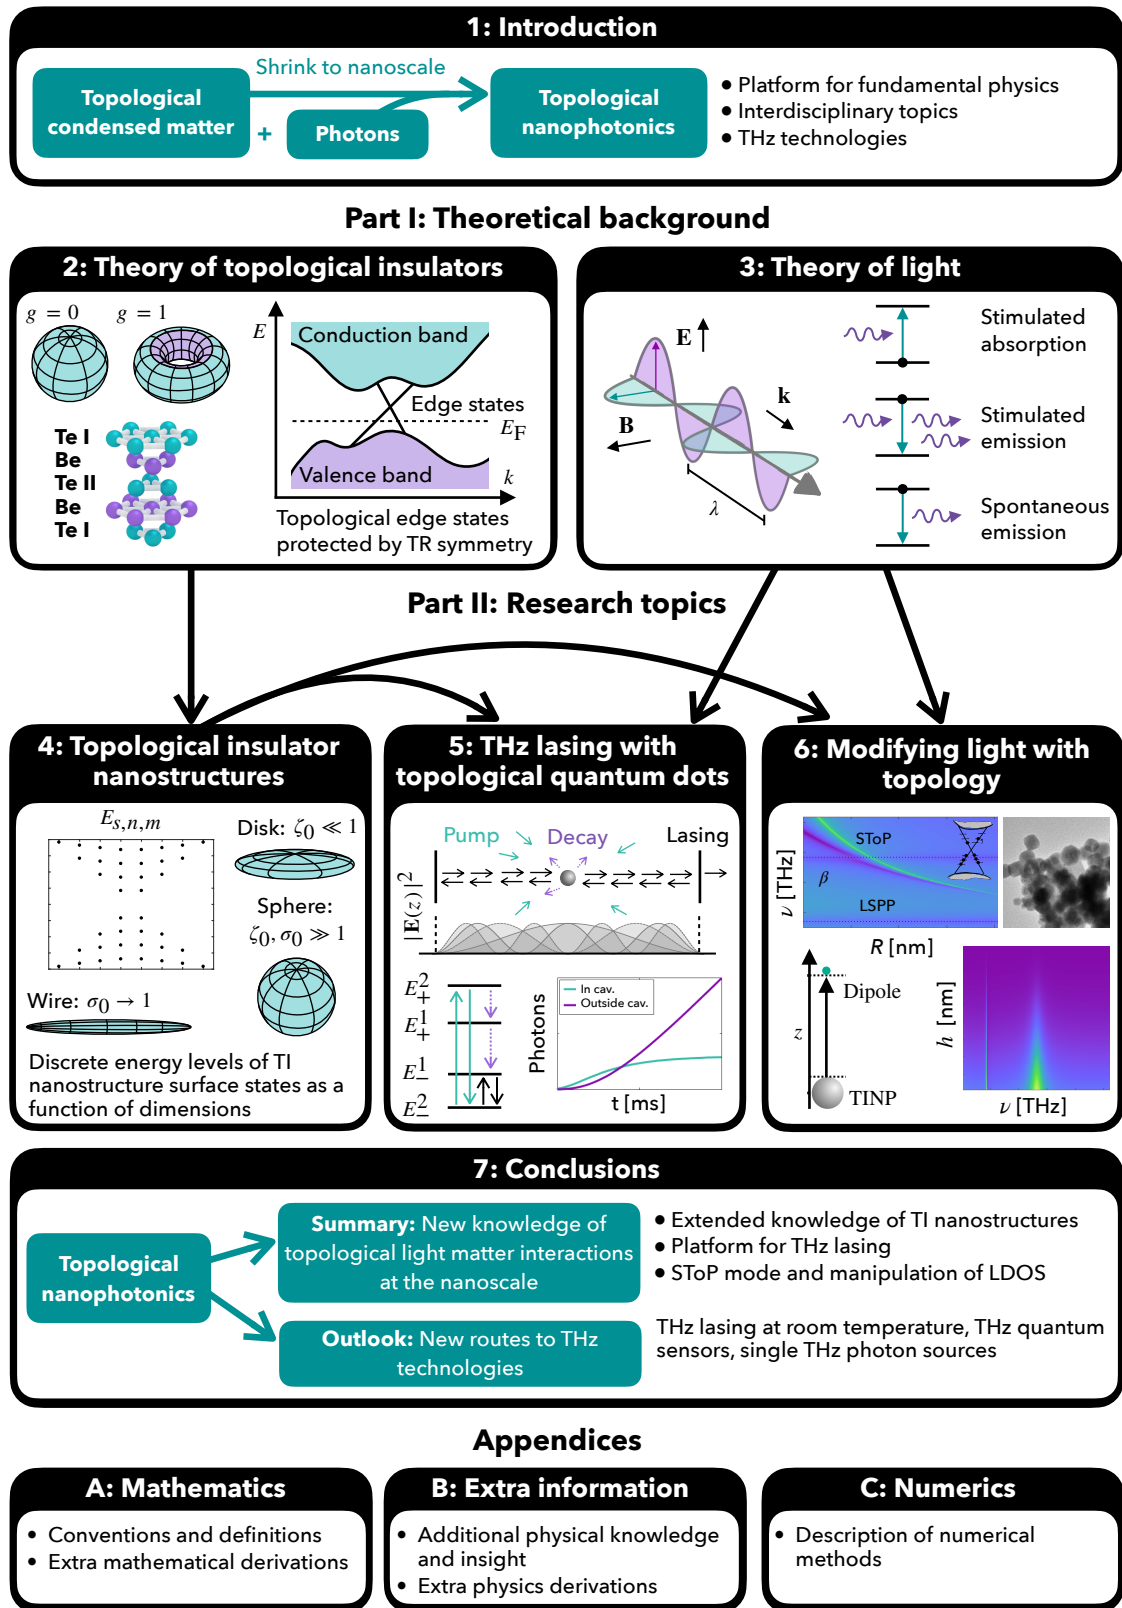 1: Introduction
Shrink to nanoscale
Topological
condensed matter
+
Photons
Topological
nanophotonics
• Platform for fundamental physics
• Interdisciplinary topics
• THz technologies
Part I: Theoretical background
2: Theory of topological insulators
g = 0
g = 1
Te I
Be
Te II
Be
Te I
E
Conduction band
Edge states
E_F
Valence band
k
Topological edge states
protected by TR symmetry
3: Theory of light
E
B
k
λ
Stimulated
absorption
Stimulated
emission
Spontaneous
emission
Part II: Research topics
4: Topological insulator
nanostructures
E_{s,n,m}
Disk: ζ_0 ≪ 1
Sphere:
ζ_0, σ_0 ≫ 1
Wire: σ_0 → 1
Discrete energy levels of TI
nanostructure surface states as a
function of dimensions
5: THz lasing with
topological quantum dots
Pump
Decay
Lasing
|E(z)|^2
E_+^2
E_+^1
E_-^1
E_-^2
Photons
In cav.
Outside cav.
t [ms]
6: Modifying light with
topology
ν [THz]
SToP
β
LSPP
R [nm]
z
Dipole
TINP
h [nm]
ν [THz]
7: Conclusions
Topological
nanophotonics
Summary: New knowledge of
topological light matter interactions
at the nanoscale
Outlook: New routes to THz
technologies
• Extended knowledge of TI nanostructures
• Platform for THz lasing
• SToP mode and manipulation of LDOS
THz lasing at room temperature, THz quantum
sensors, single THz photon sources
Appendices
A: Mathematics
• Conventions and definitions
• Extra mathematical derivations
B: Extra information
• Additional physical knowledge
and insight
• Extra physics derivations
C: Numerics
• Description of numerical
methods